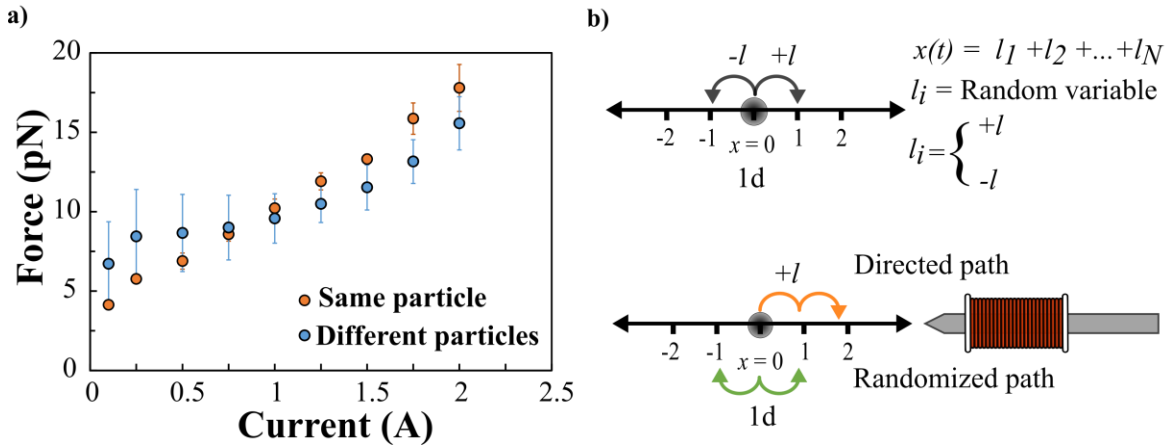 a)
20
15
10
5
0
Force (pN)
0
0.5
1
1.5
2
2.5
Current (A)
Same particle
Different particles
b)
-l +l
-2 -1 x = 0 1 2
1d
x(t) = l1 +l2 +...+lN
li = Random variable
li = { +l
-l
+l
Directed path
-2 -1 x = 0 1 2
Randomized path
1d